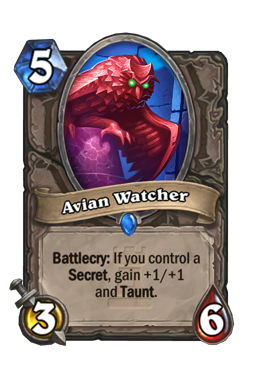 5
Avian Watcher
Battlecry: If you control a
Secret, gain +1/+1
and Taunt.
3
6